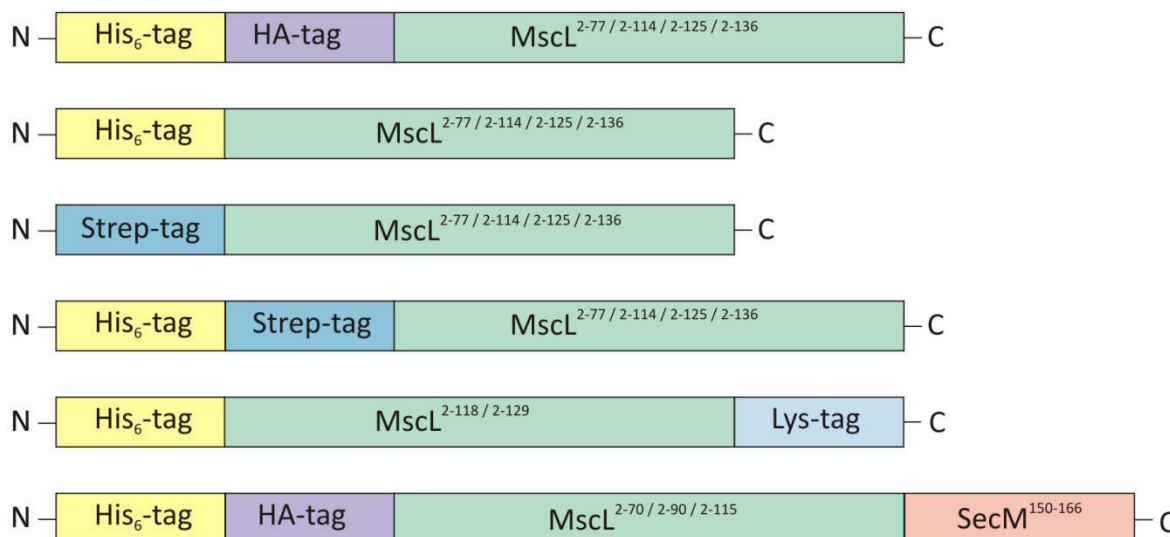 N His₆-tag HA-tag MscL²⁻⁷⁷ / ²⁻¹¹⁴ / ²⁻¹²⁵ / ²⁻¹³⁶ C
N His₆-tag MscL²⁻⁷⁷ / ²⁻¹¹⁴ / ²⁻¹²⁵ / ²⁻¹³⁶ C
N Strep-tag MscL²⁻⁷⁷ / ²⁻¹¹⁴ / ²⁻¹²⁵ / ²⁻¹³⁶ C
N His₆-tag Strep-tag MscL²⁻⁷⁷ / ²⁻¹¹⁴ / ²⁻¹²⁵ / ²⁻¹³⁶ C
N His₆-tag MscL²⁻¹¹⁸ / ²⁻¹²⁹ Lys-tag C
N His₆-tag HA-tag MscL²⁻⁷⁰ / ²⁻⁹⁰ / ²⁻¹¹⁵ SecM¹⁵⁰⁻¹⁶⁶ C